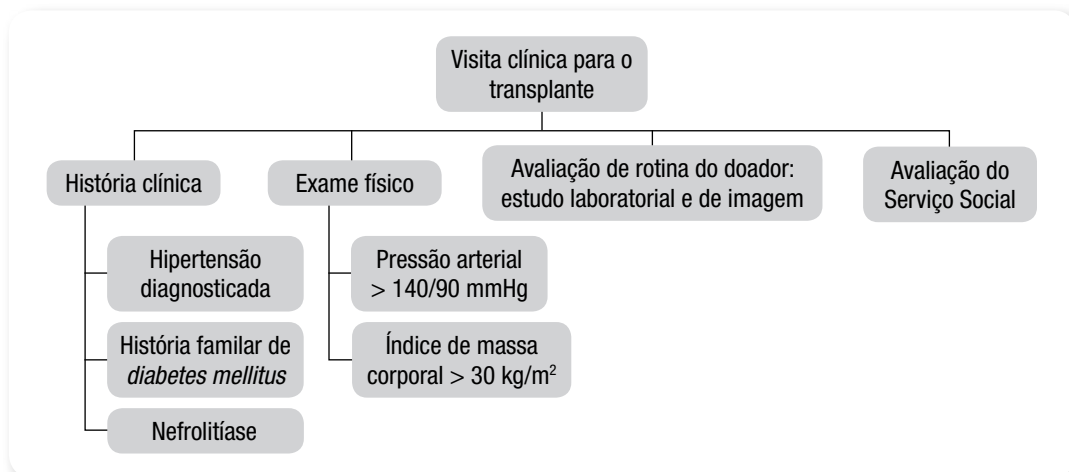 Visita clínica para o
transplante
História clínica
Exame físico
Avaliação de rotina do doador:
estudo laboratorial e de imagem
Avaliação do
Serviço Social
Hipertensão
diagnosticada
História familar de
diabetes mellitus
Nefrolitíase
Pressão arterial
> 140/90 mmHg
Índice de massa
corporal > 30 kg/m²